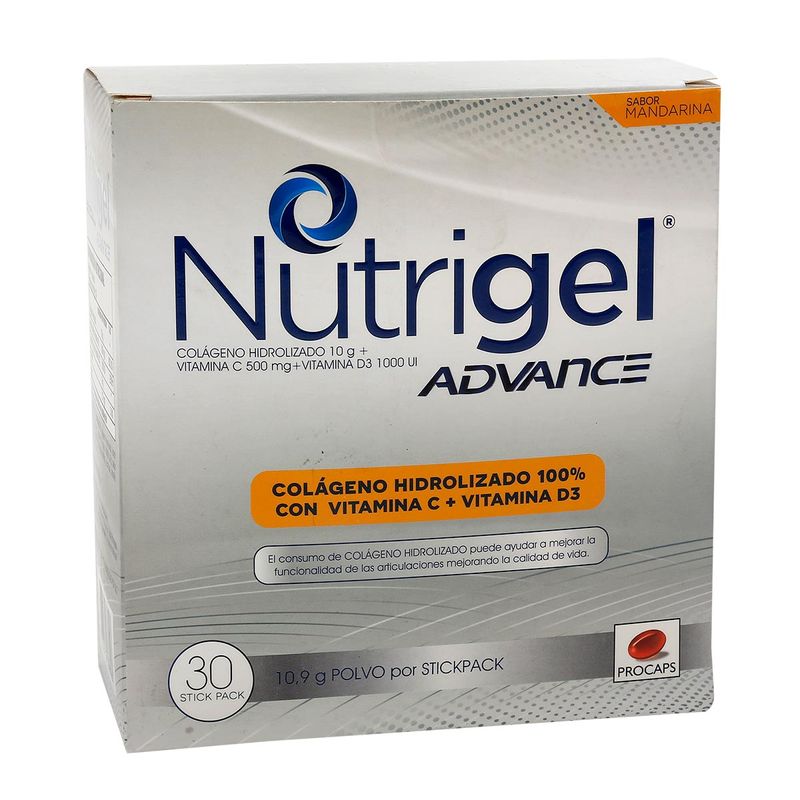 SABOR
MANDARINA
Nutrigel®
COLÁGENO HIDROLIZADO 10 g +
VITAMINA C 500 mg+VITAMINA D3 1000 UI
ADVANCE
COLÁGENO HIDROLIZADO 100%
CON VITAMINA C + VITAMINA D3
El consumo de COLÁGENO HIDROLIZADO puede ayudar a mejorar la
funcionalidad de las articulaciones mejorando la calidad de vida.
30
STICK PACK
10,9 g POLVO por STICKPACK
PROCAPS